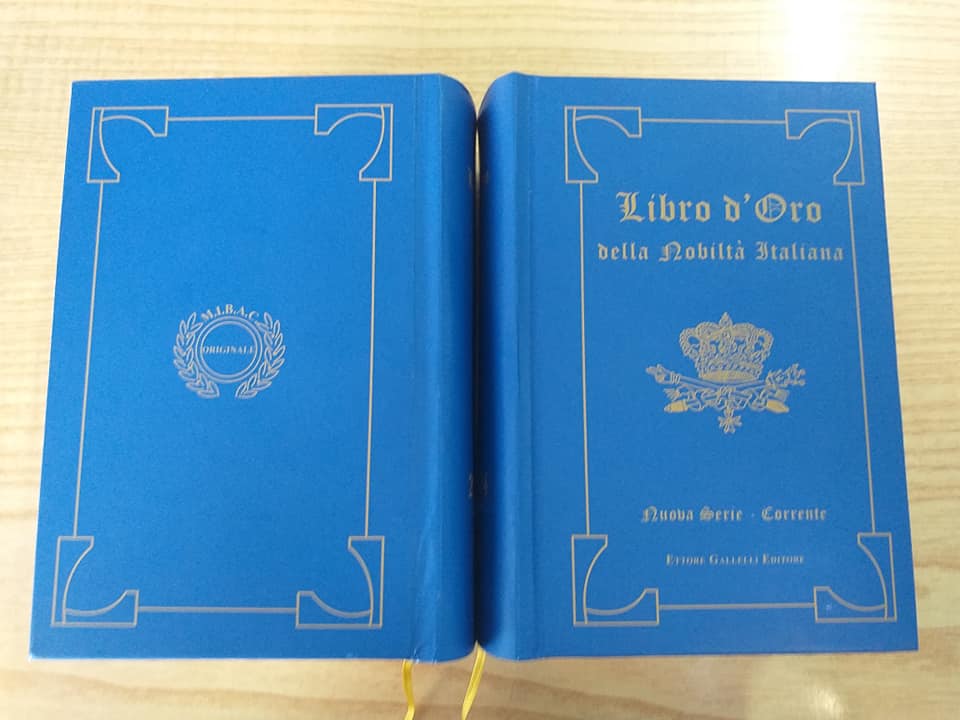 M.I.B.A.C
ORIGINALE
Libro d'Oro
della Nobiltà Italiana
Nuova Serie - Corrente
ETTORE GALLELLI EDITORE